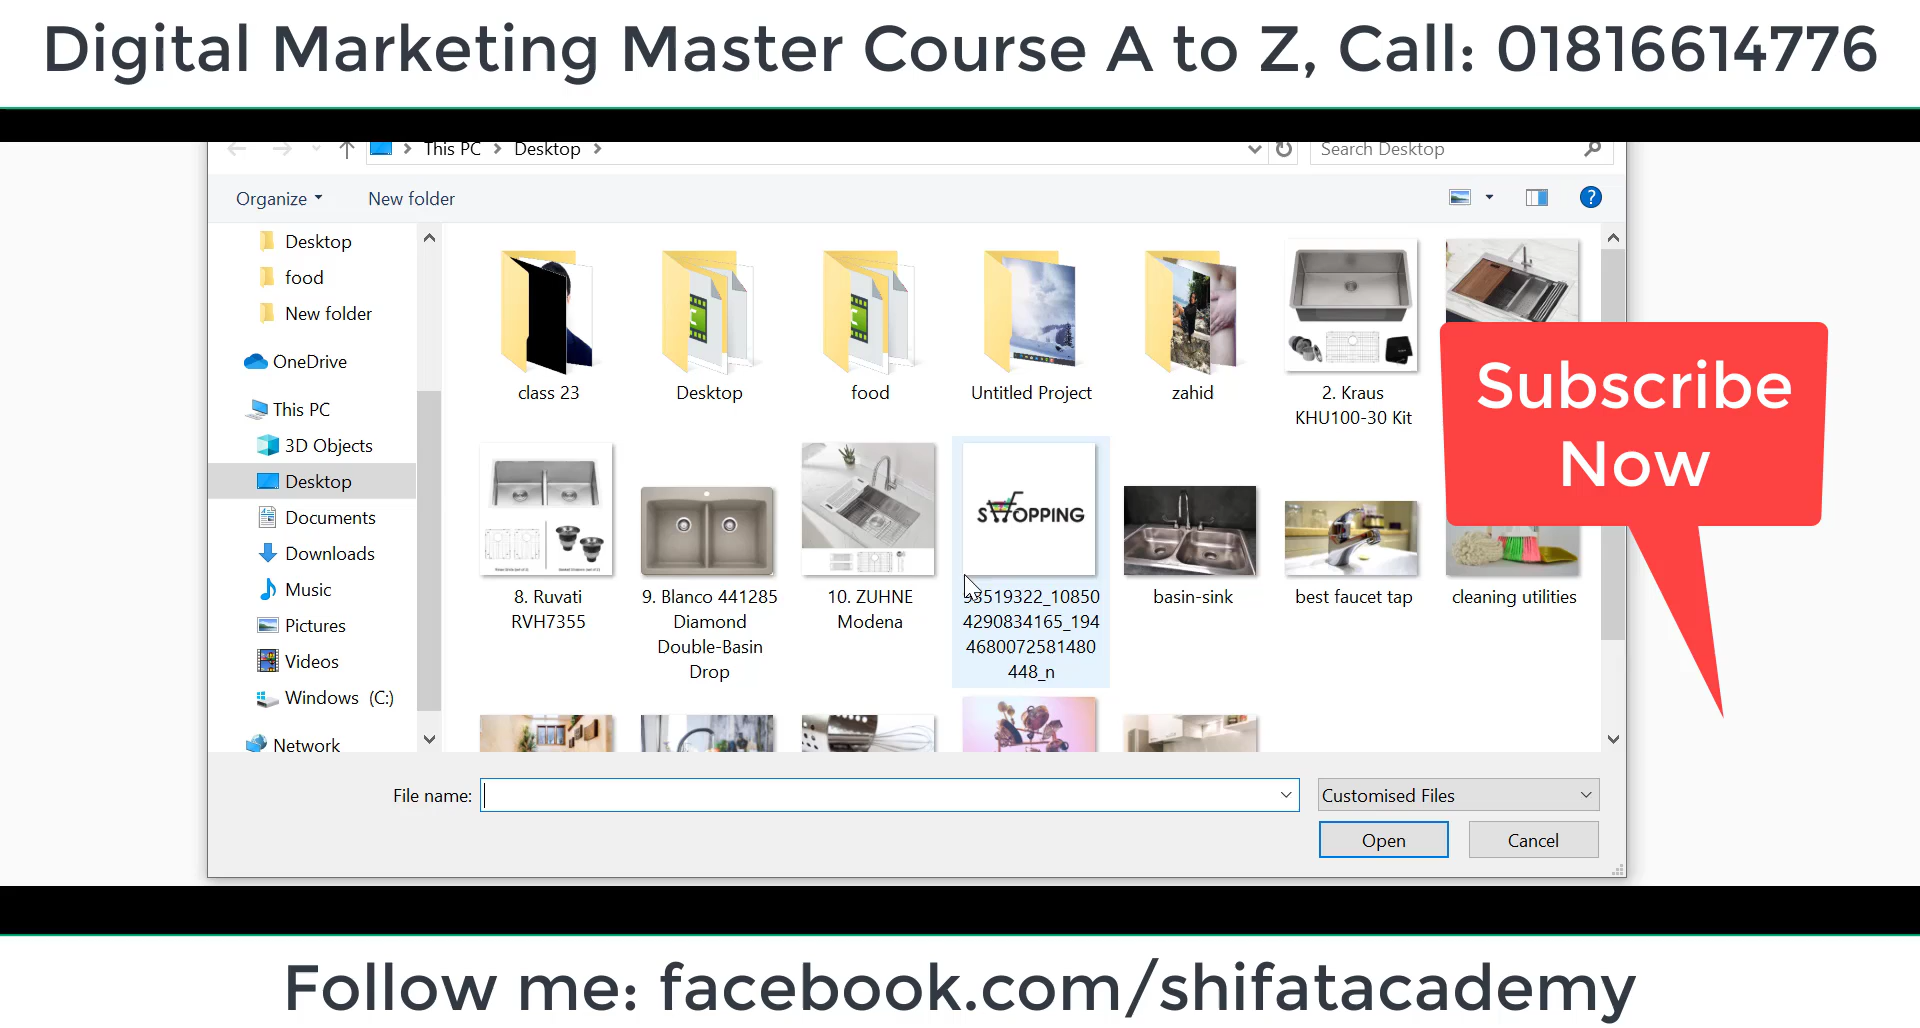 Digital Marketing Master Course A to Z, Call: 01816614776
This PC > Desktop >
Search Desktop
Organize
New folder
?
Desktop
food
New folder
OneDrive
This PC
3D Objects
Desktop
Documents
Downloads
Music
Pictures
Videos
Windows (C:)
Network
class 23
Desktop
food
Untitled Project
zahid
2. Kraus
KHU100-30 Kit
Subscribe
Now
SHOPPING
8. Ruvati
RVH7355
9. Blanco 441285
Diamond
Double-Basin
Drop
10. ZUHNE
Modena
93519322_10850
4290834165_194
4680072581480
448_n
basin-sink
best faucet tap
cleaning utilities
File name:
Customised Files
Open
Cancel
Follow me: facebook.com/shifatacademy